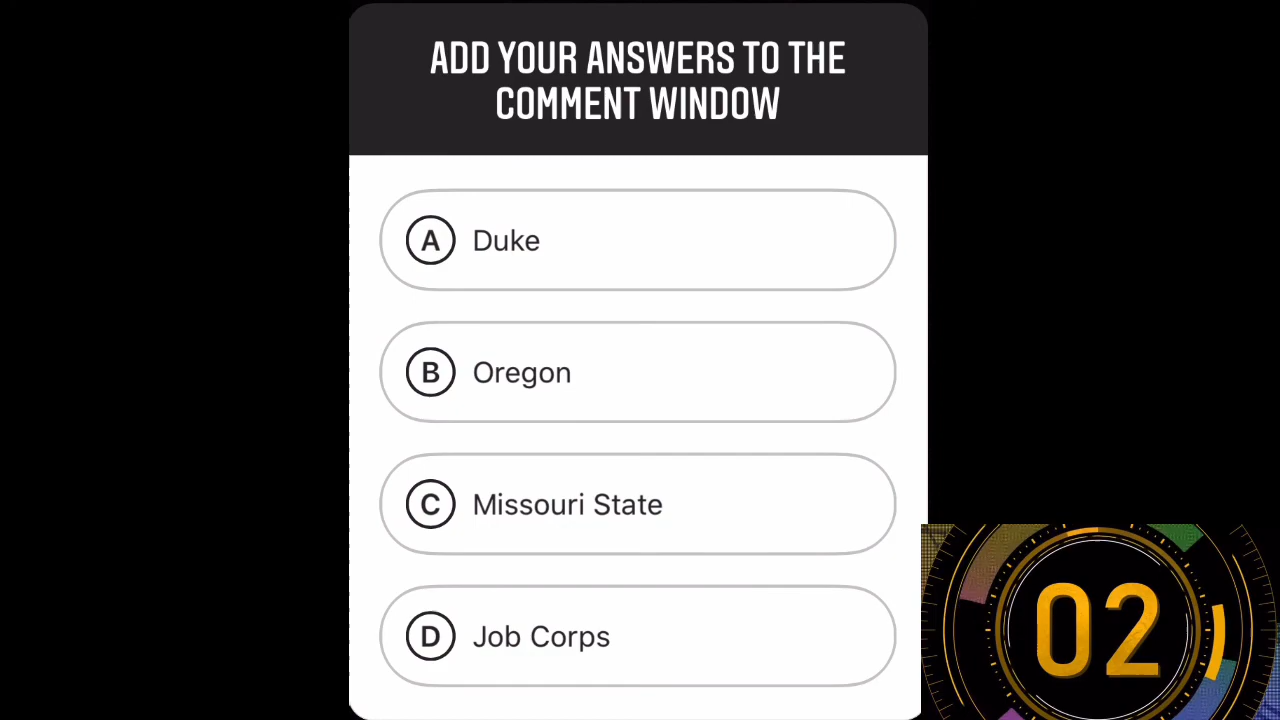 ADD YOUR ANSWERS TO THE
COMMENT WINDOW
A Duke
B Oregon
C Missouri State
D Job Corps
02